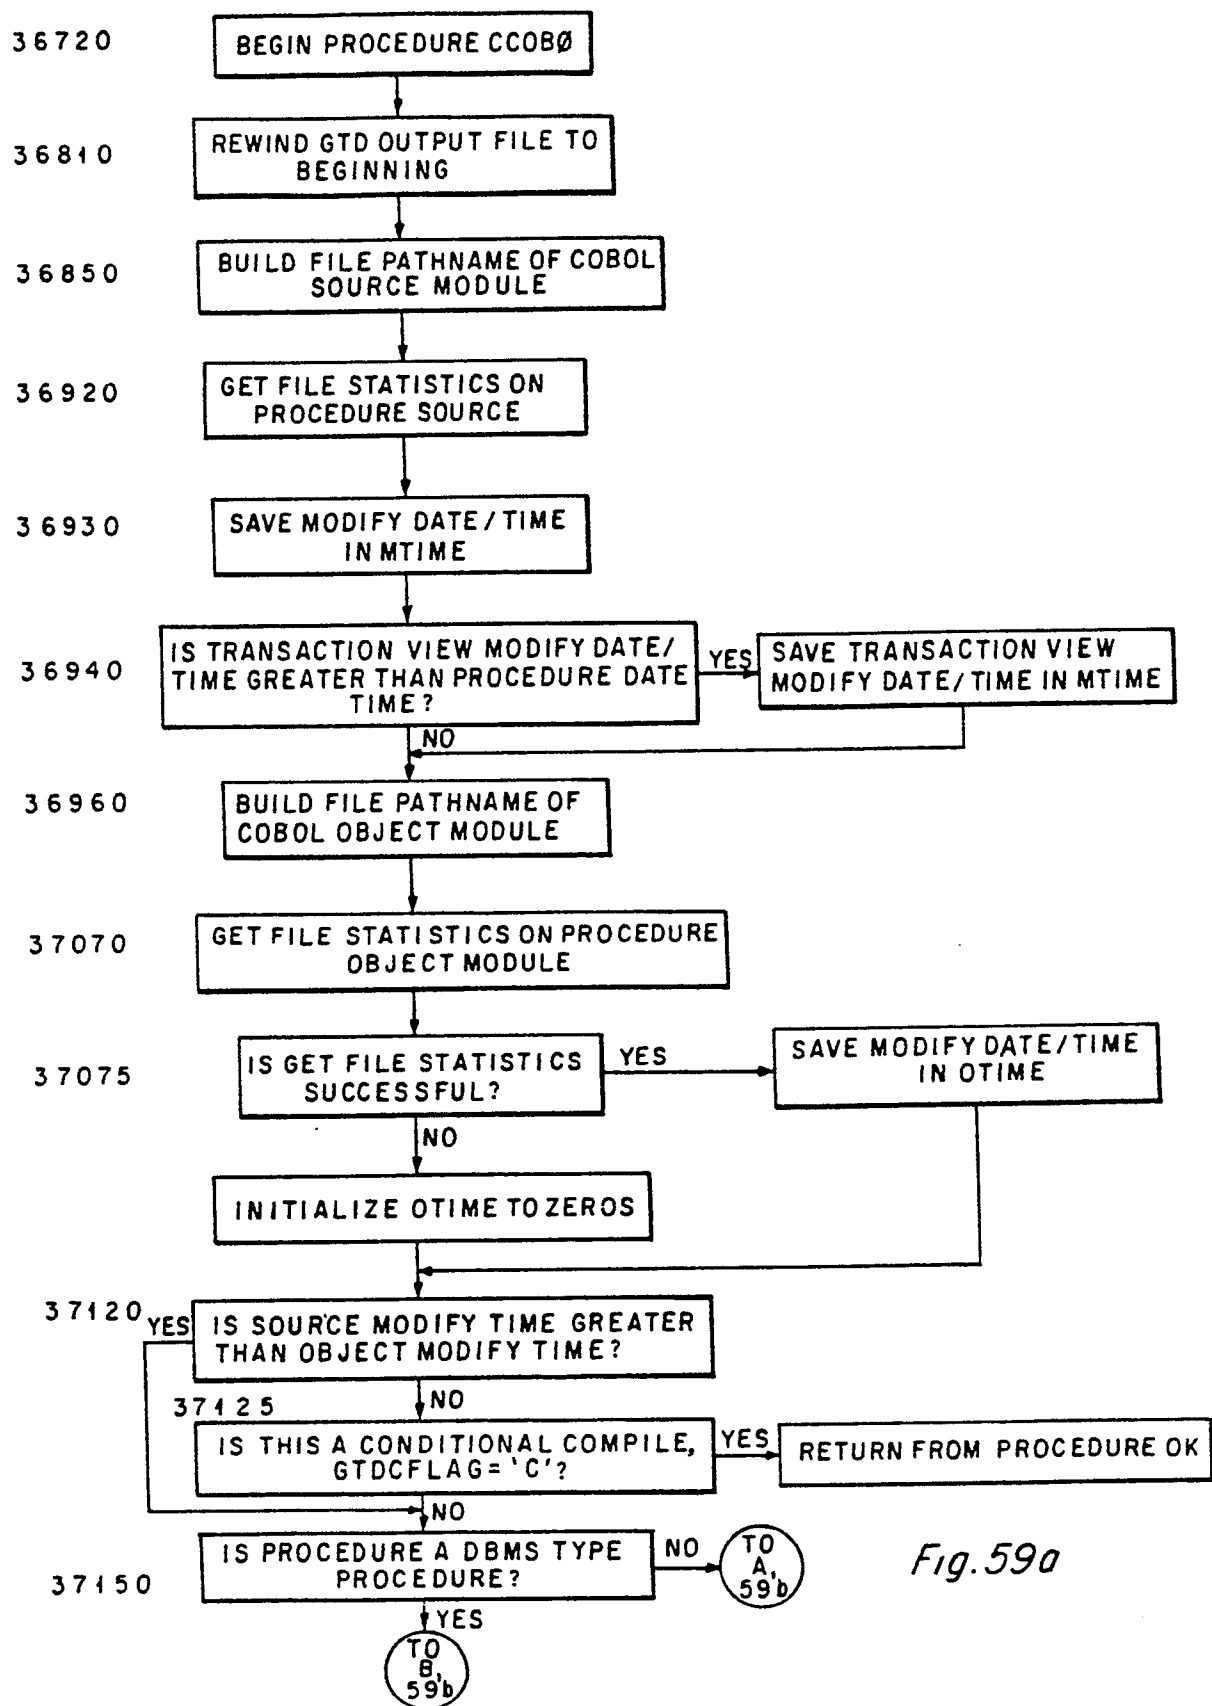 36720
BEGIN PROCEDURE CCOBØ
36810
REWIND GTD OUTPUT FILE TO
BEGINNING
36850
BUILD FILE PATHNAME OF COBOL
SOURCE MODULE
36920
GET FILE STATISTICS ON
PROCEDURE SOURCE
36930
SAVE MODIFY DATE/TIME
IN MTIME
36940
IS TRANSACTION VIEW MODIFY DATE/
TIME GREATER THAN PROCEDURE DATE
TIME?
YES
SAVE TRANSACTION VIEW
MODIFY DATE/TIME IN MTIME
NO
36960
BUILD FILE PATHNAME OF
COBOL OBJECT MODULE
37070
GET FILE STATISTICS ON PROCEDURE
OBJECT MODULE
37075
IS GET FILE STATISTICS
SUCCESSFUL?
YES
SAVE MODIFY DATE/TIME
IN OTIME
NO
INITIALIZE OTIME TO ZEROS
37120
YES
IS SOURCE MODIFY TIME GREATER
THAN OBJECT MODIFY TIME?
NO
37125
IS THIS A CONDITIONAL COMPILE,
GTDCFLAG='C'?
YES
RETURN FROM PROCEDURE OK
NO
37150
IS PROCEDURE A DBMS TYPE
PROCEDURE?
NO
TO
A,
59b
YES
TO
B,
59b
Fig.59a